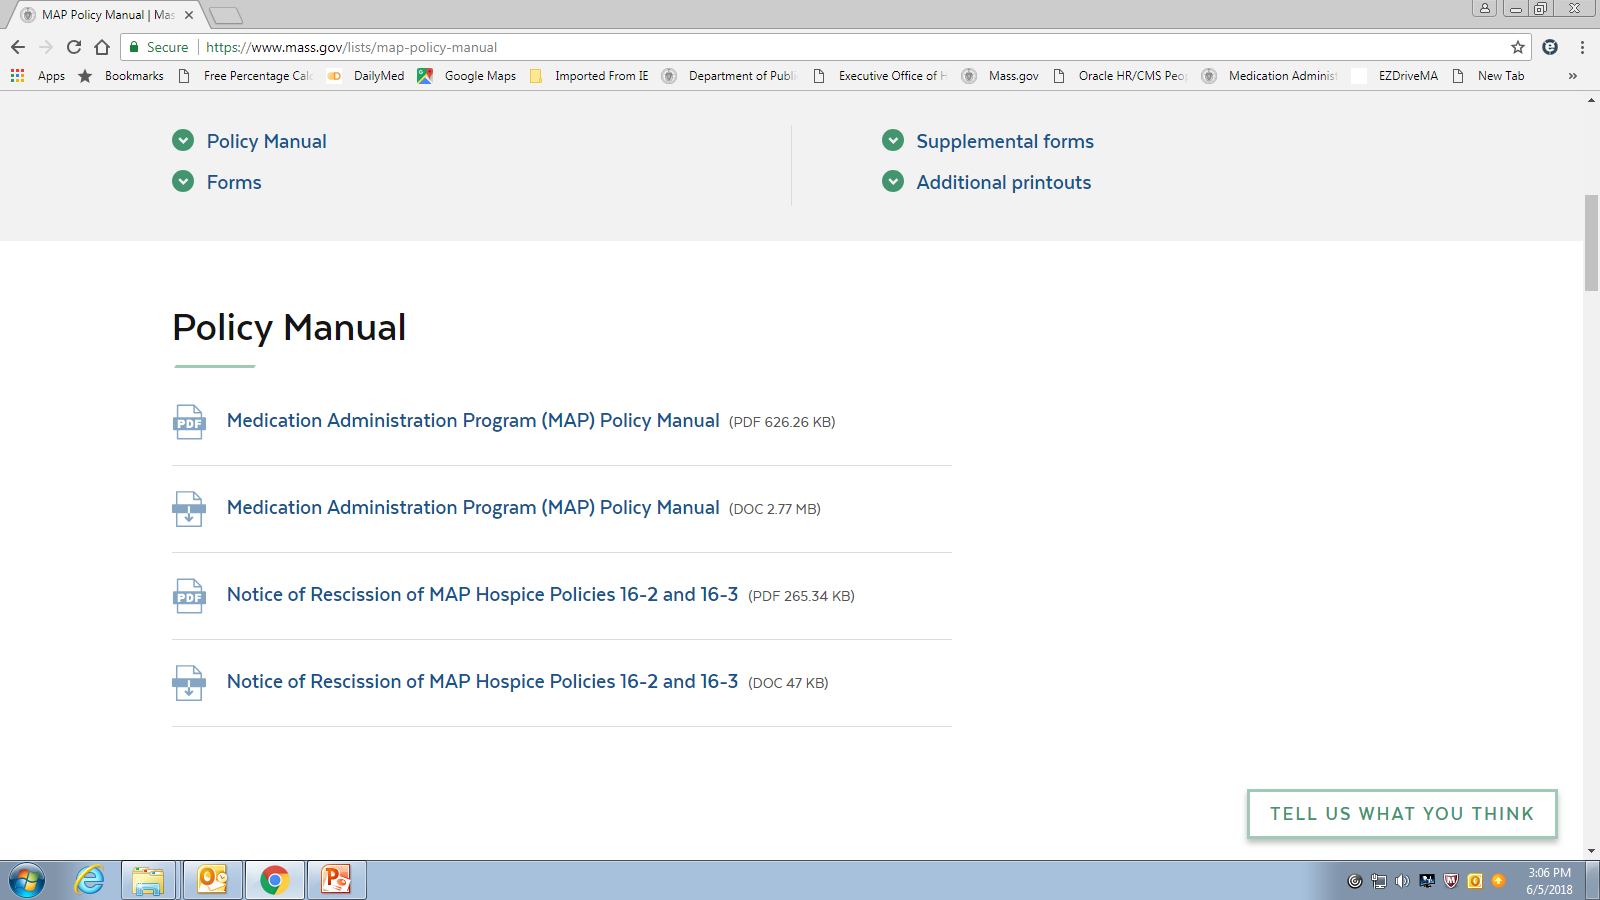 MAP Policy Manual | Mas
Secure https://www.mass.gov/lists/map-policy-manual
Apps Bookmarks Free Percentage Calc DailyMed Google Maps Imported From IE Department of Publi Executive Office of H Mass.gov Oracle HR/CMS Peop Medication Administ EZDriveMA New Tab »
Policy Manual
Supplemental forms
Forms
Additional printouts
Policy Manual
PDF Medication Administration Program (MAP) Policy Manual (PDF 626.26 KB)
Medication Administration Program (MAP) Policy Manual (DOC 2.77 MB)
PDF Notice of Rescission of MAP Hospice Policies 16-2 and 16-3 (PDF 265.34 KB)
Notice of Rescission of MAP Hospice Policies 16-2 and 16-3 (DOC 47 KB)
TELL US WHAT YOU THINK
3:06 PM
6/5/2018